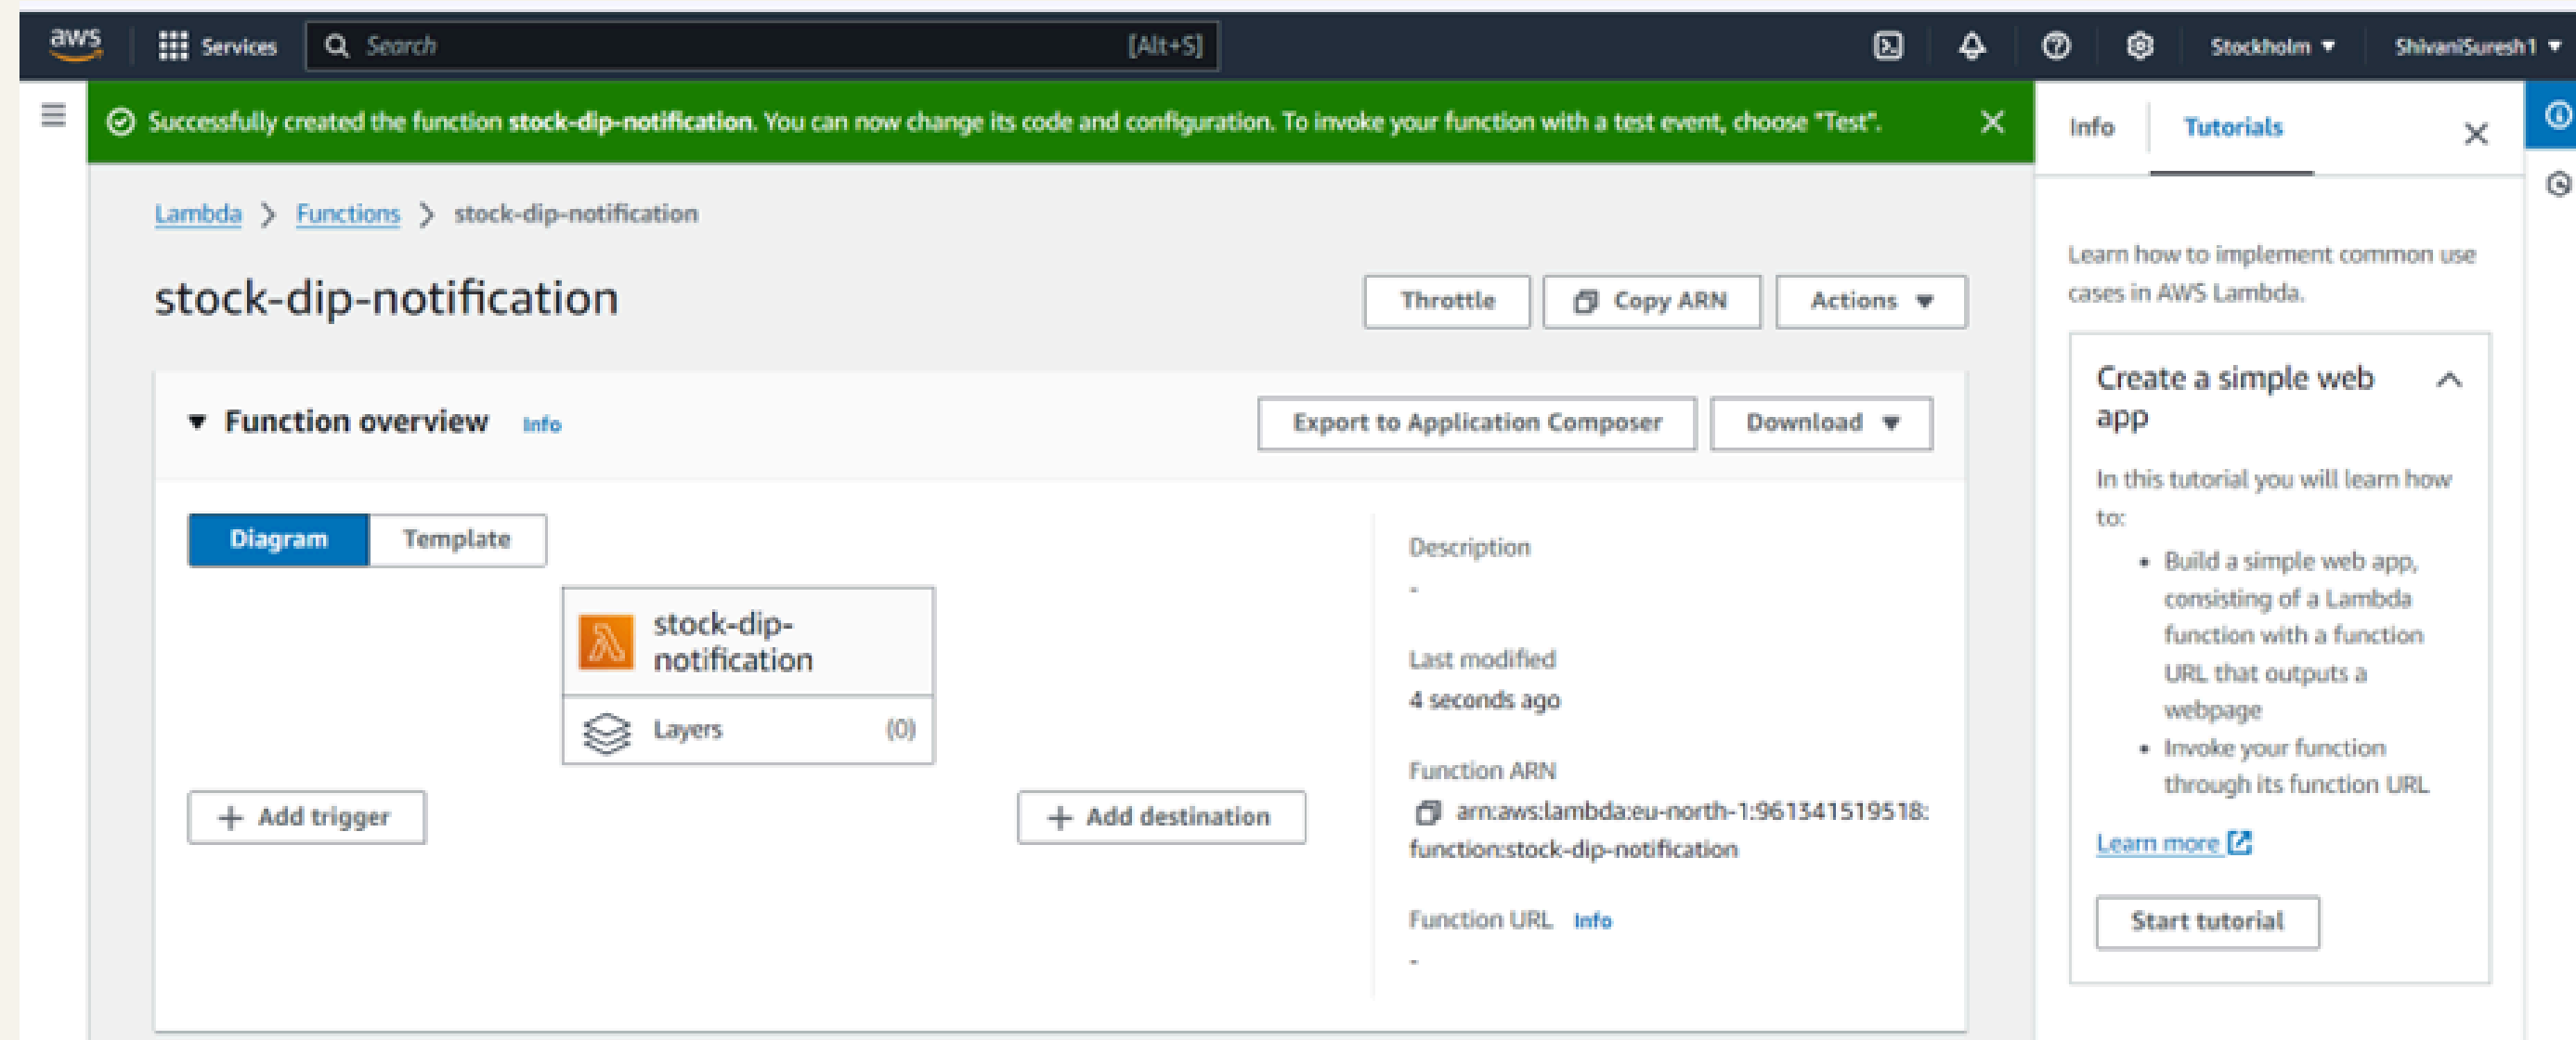 aws
Services
Search
[Alt+S]
Stockholm
ShivaniSuresh1
Successfully created the function stock-dip-notification. You can now change its code and configuration. To invoke your function with a test event, choose "Test".
Lambda > Functions > stock-dip-notification
stock-dip-notification
Throttle
Copy ARN
Actions
Function overview Info
Export to Application Composer
Download
Diagram
Template
stock-dip-
notification
Layers (0)
+ Add trigger
+ Add destination
Description
-
Last modified
4 seconds ago
Function ARN
arn:aws:lambda:eu-north-1:961341519518:
function:stock-dip-notification
Function URL Info
-
Info
Tutorials
Learn how to implement common use
cases in AWS Lambda.
Create a simple web
app
In this tutorial you will learn how
to:
• Build a simple web app,
consisting of a Lambda
function with a function
URL that outputs a
webpage
• Invoke your function
through its function URL
Learn more
Start tutorial